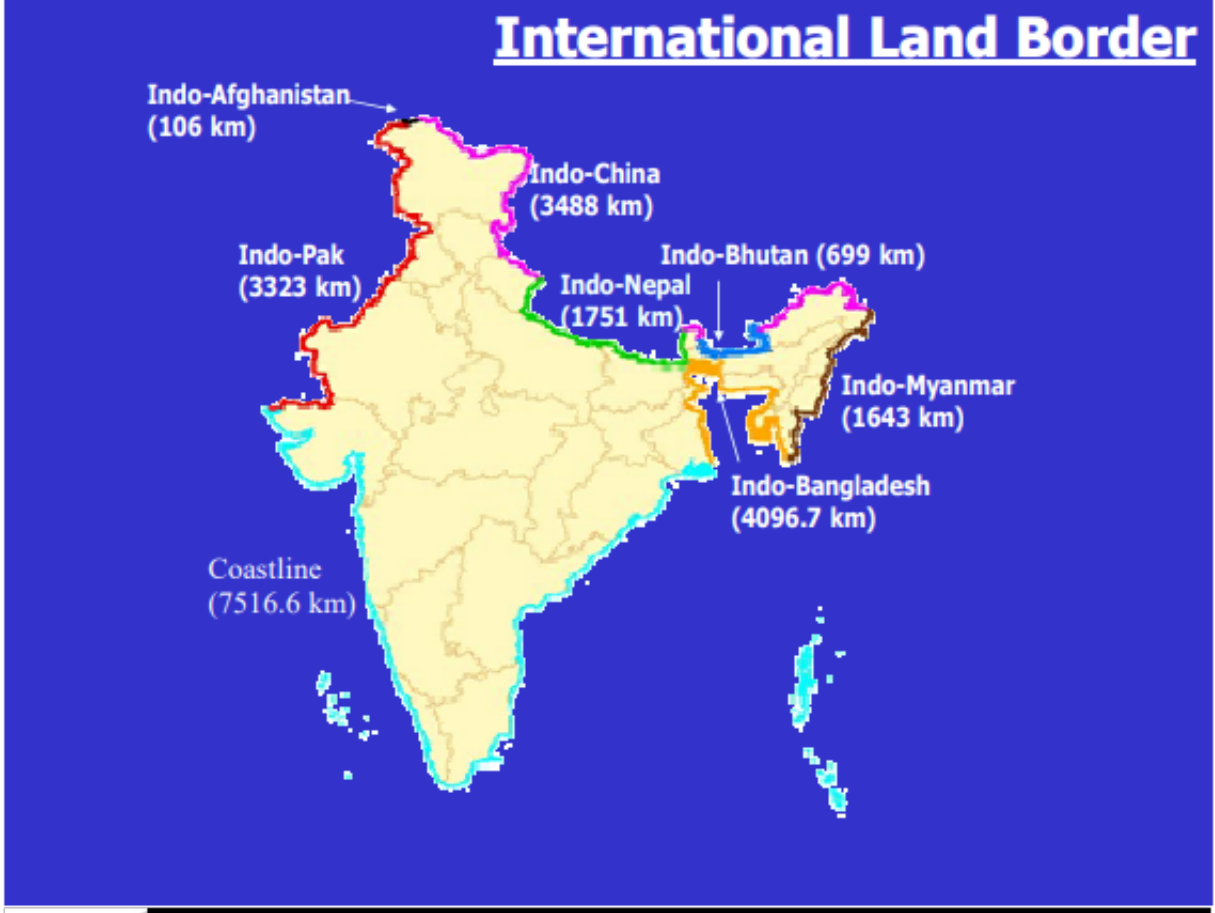 International Land Border
Indo-Afghanistan
(106 km)
Indo-China
(3488 km)
Indo-Pak
(3323 km)
Indo-Bhutan (699 km)
Indo-Nepal
(1751 km)
Indo-Myanmar
(1643 km)
Indo-Bangladesh
(4096.7 km)
Coastline
(7516.6 km)